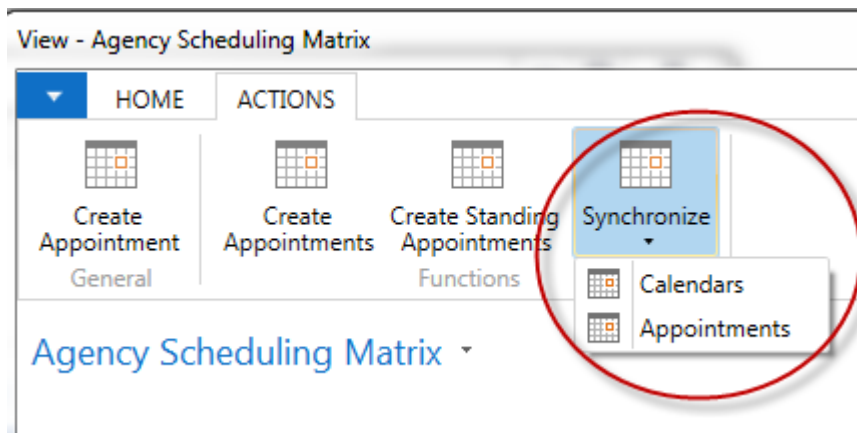 View - Agency Scheduling Matrix
HOME ACTIONS
Create Appointment
Create Appointments
Create Standing Appointments
Synchronize
General
Functions
Calendars
Appointments
Agency Scheduling Matrix